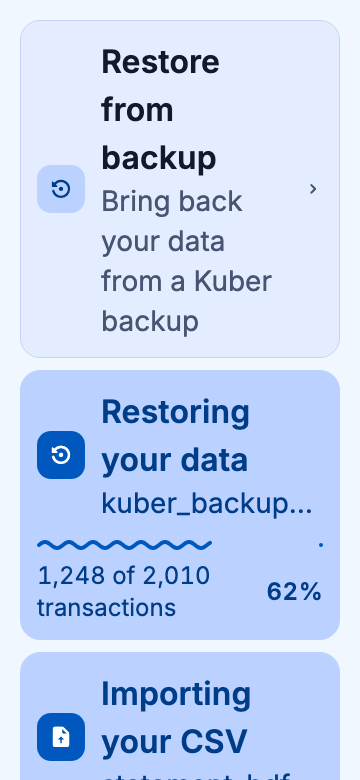 Restore
from
backup
Bring back
your data
from a Kuber
backup
Restoring
your data
kuber_backup...
1,248 of 2,010
transactions
62%
Importing
your CSV